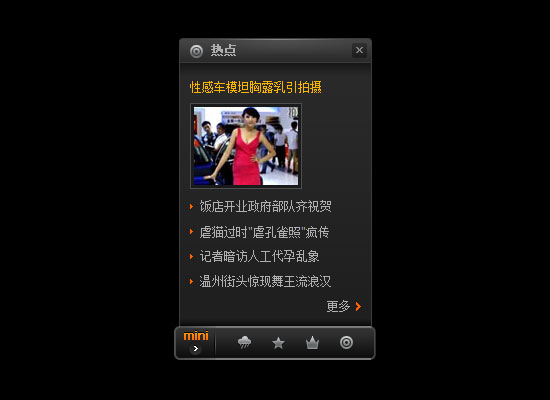 热点
性感车模坦胸露乳引拍摄
饭店开业政府部队齐祝贺
虐猫过时"虐孔雀照"疯传
记者暗访人工代孕乱象
温州街头惊现舞王流浪汉
更多
mini